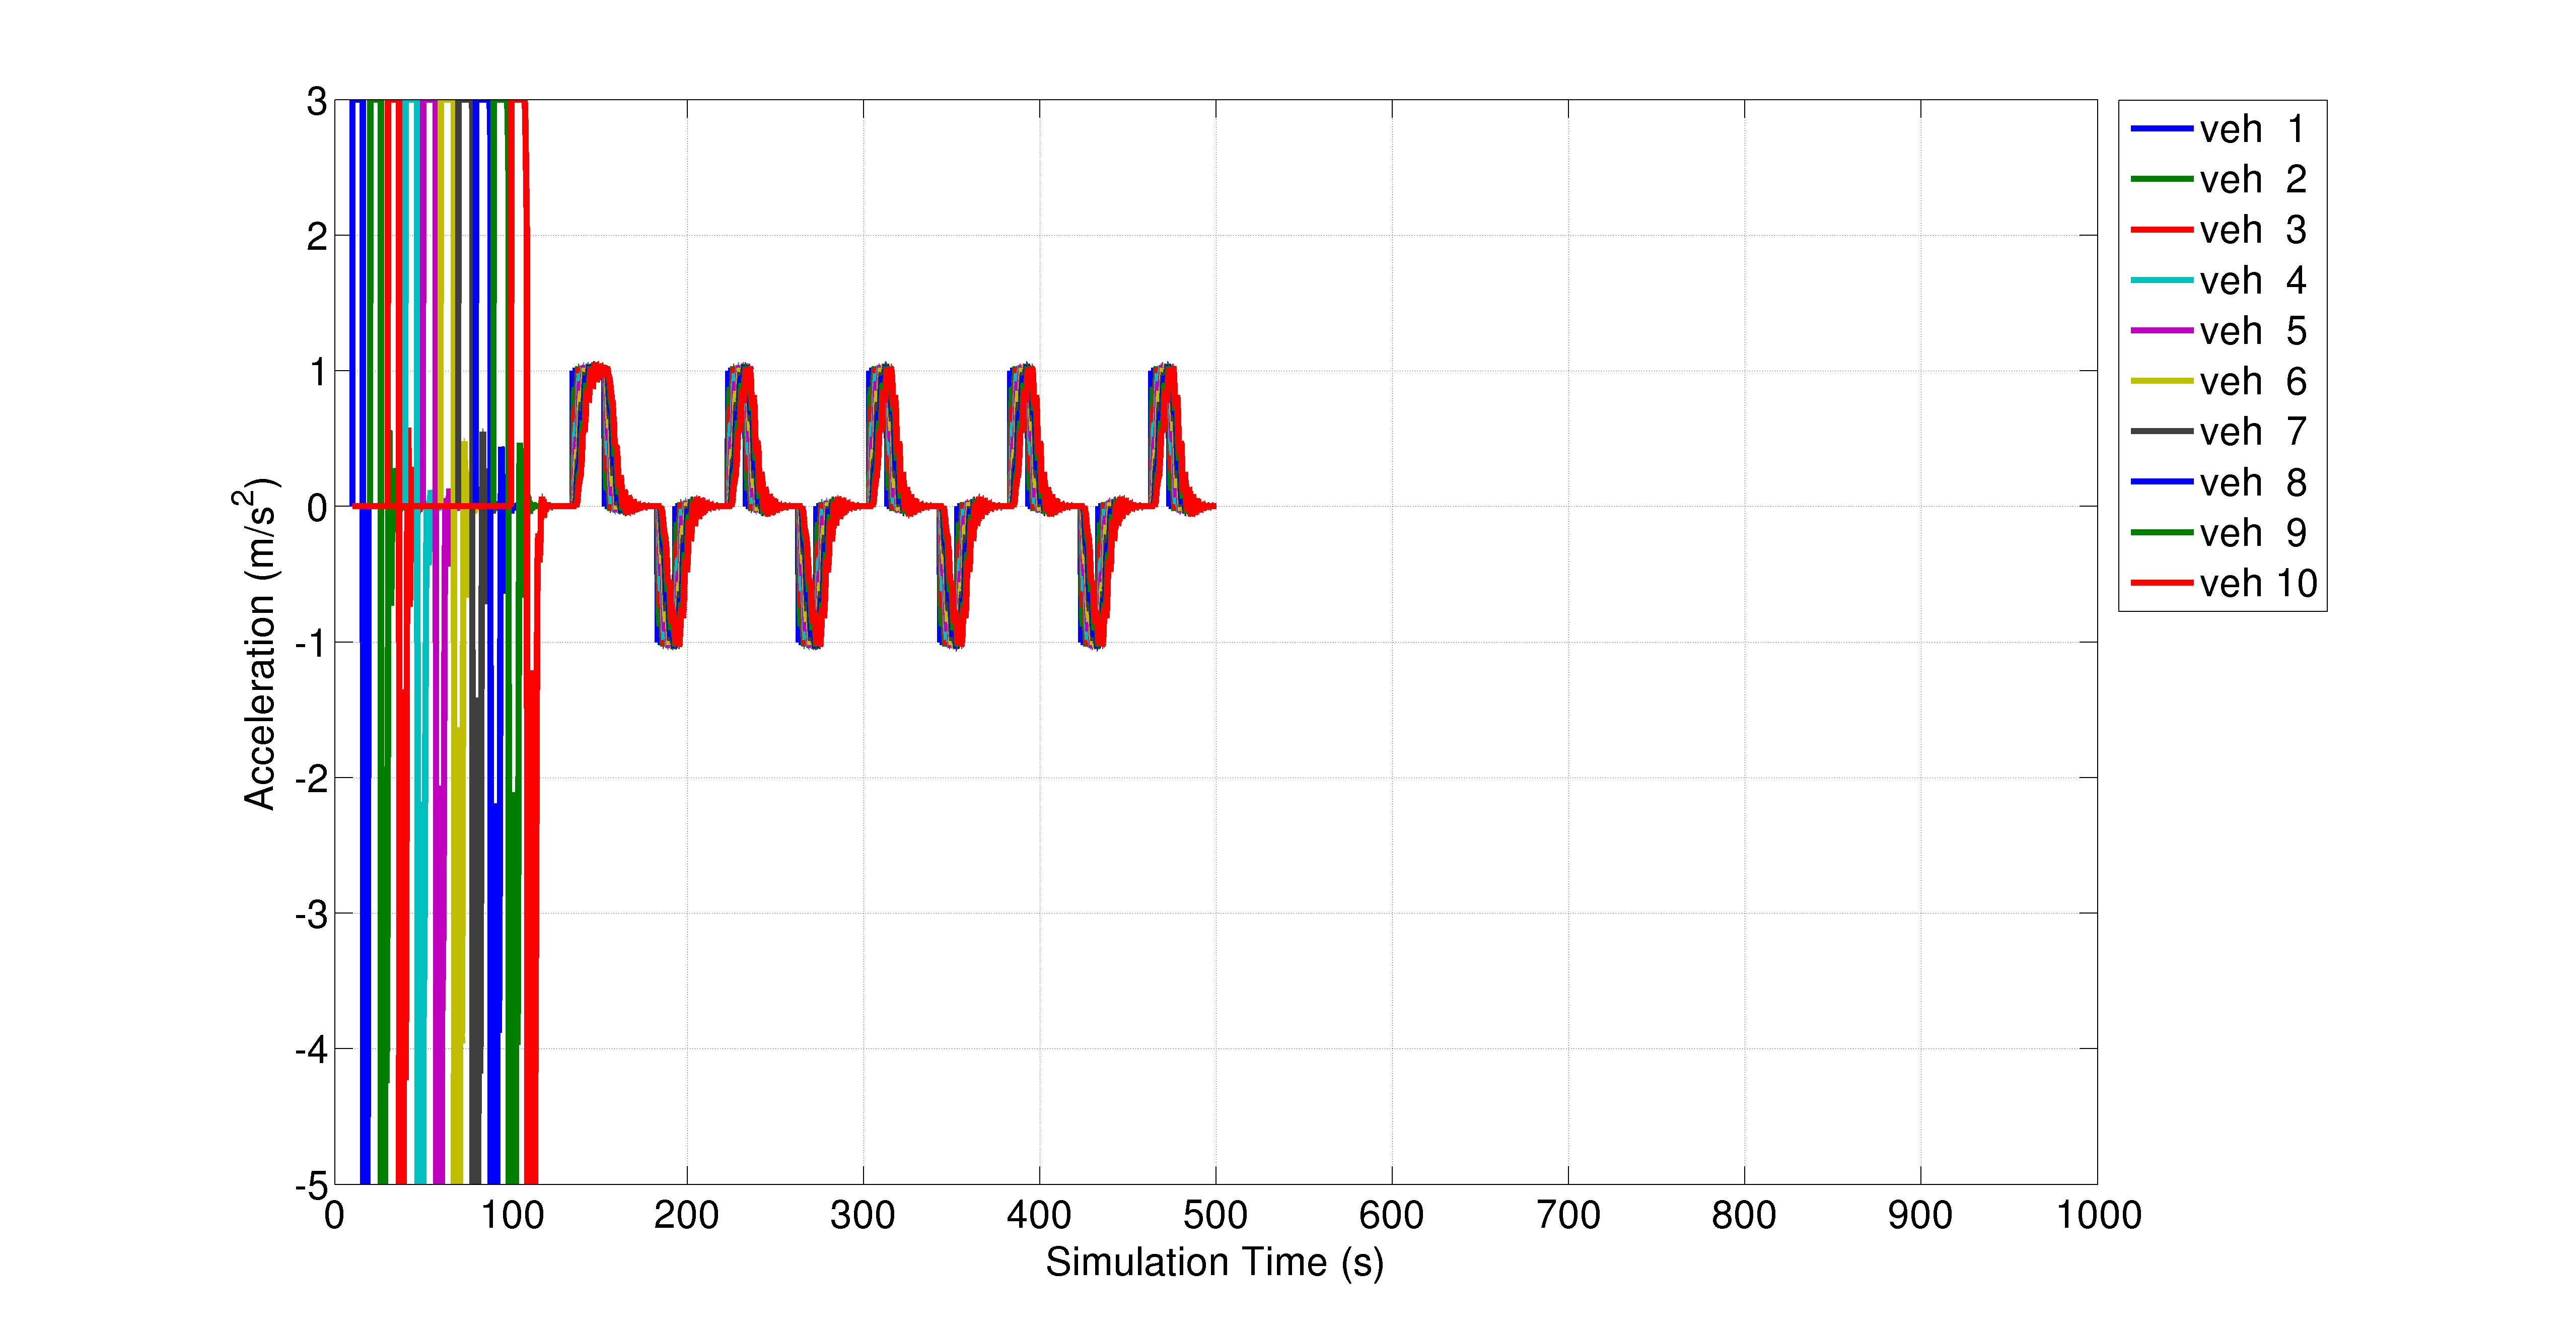 3
2
1
0
-1
-2
-3
-4
-5
Acceleration (m/s²)
0 100 200 300 400 500 600 700 800 900 1000
Simulation Time (s)
veh 1
veh 2
veh 3
veh 4
veh 5
veh 6
veh 7
veh 8
veh 9
veh 10